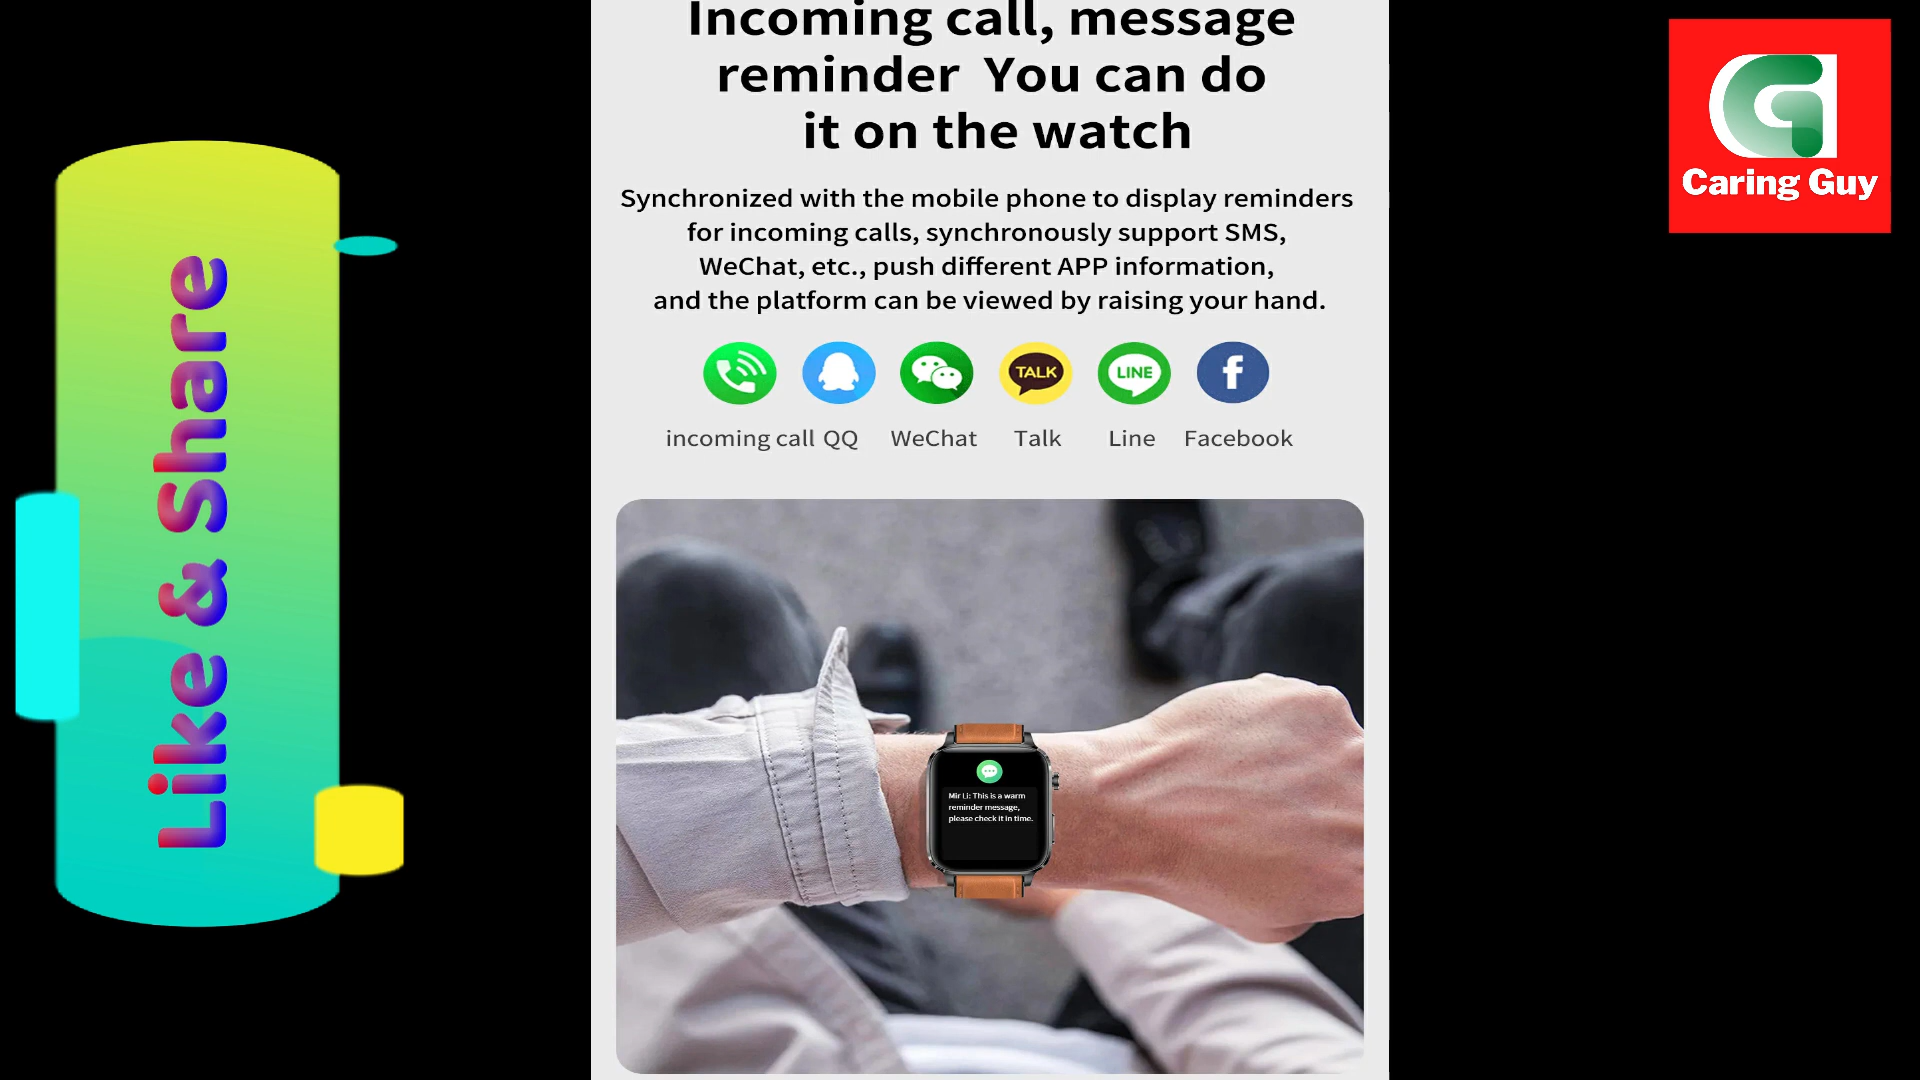 Incoming call, message
reminder You can do
it on the watch
Synchronized with the mobile phone to display reminders
for incoming calls, synchronously support SMS,
WeChat, etc., push different APP information,
and the platform can be viewed by raising your hand.
TALK
LINE
f
incoming call QQ WeChat Talk Line Facebook
Mir Li: This is a warm
reminder message,
please check it in time.
Like & Share
Caring Guy